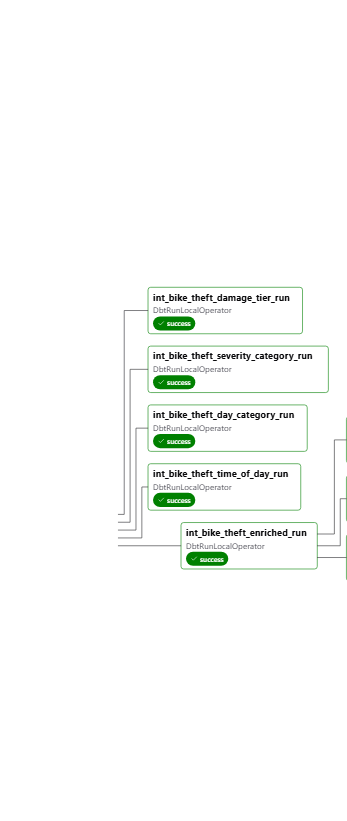 int_bike_theft_damage_tier_run
DbtRunLocalOperator
success
int_bike_theft_severity_category_run
DbtRunLocalOperator
success
int_bike_theft_day_category_run
DbtRunLocalOperator
success
int_bike_theft_time_of_day_run
DbtRunLocalOperator
success
int_bike_theft_enriched_run
DbtRunLocalOperator
success